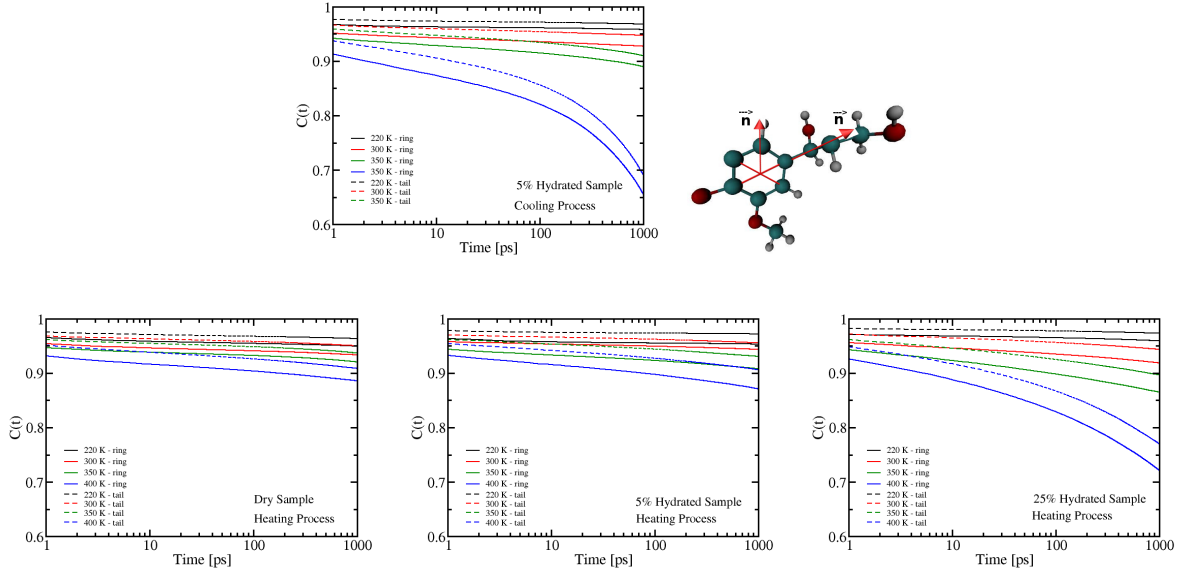 1
0.9
0.8
0.7
0.6
C(t)
220 K - ring
300 K - ring
350 K - ring
350 K - ring
220 K - tail
300 K - tail
350 K - tail
5% Hydrated Sample
Cooling Process
1
10
100
1000
Time [ps]
n
n
1
0.9
0.8
0.7
0.6
C(t)
220 K - ring
300 K - ring
350 K - ring
400 K - ring
220 K - tail
300 K - tail
350 K - tail
400 K - tail
Dry Sample
Heating Process
1
10
100
1000
Time [ps]
1
0.9
0.8
0.7
0.6
C(t)
220 K - ring
300 K - ring
350 K - ring
400 K - ring
220 K - tail
300 K - tail
350 K - tail
400 K - tail
5% Hydrated Sample
Heating Process
1
10
100
1000
Time [ps]
1
0.9
0.8
0.7
0.6
C(t)
220 K - ring
300 K - ring
350 K - ring
400 K - ring
220 K - tail
300 K - tail
350 K - tail
400 K - tail
25% Hydrated Sample
Heating Process
1
10
100
1000
Time [ps]